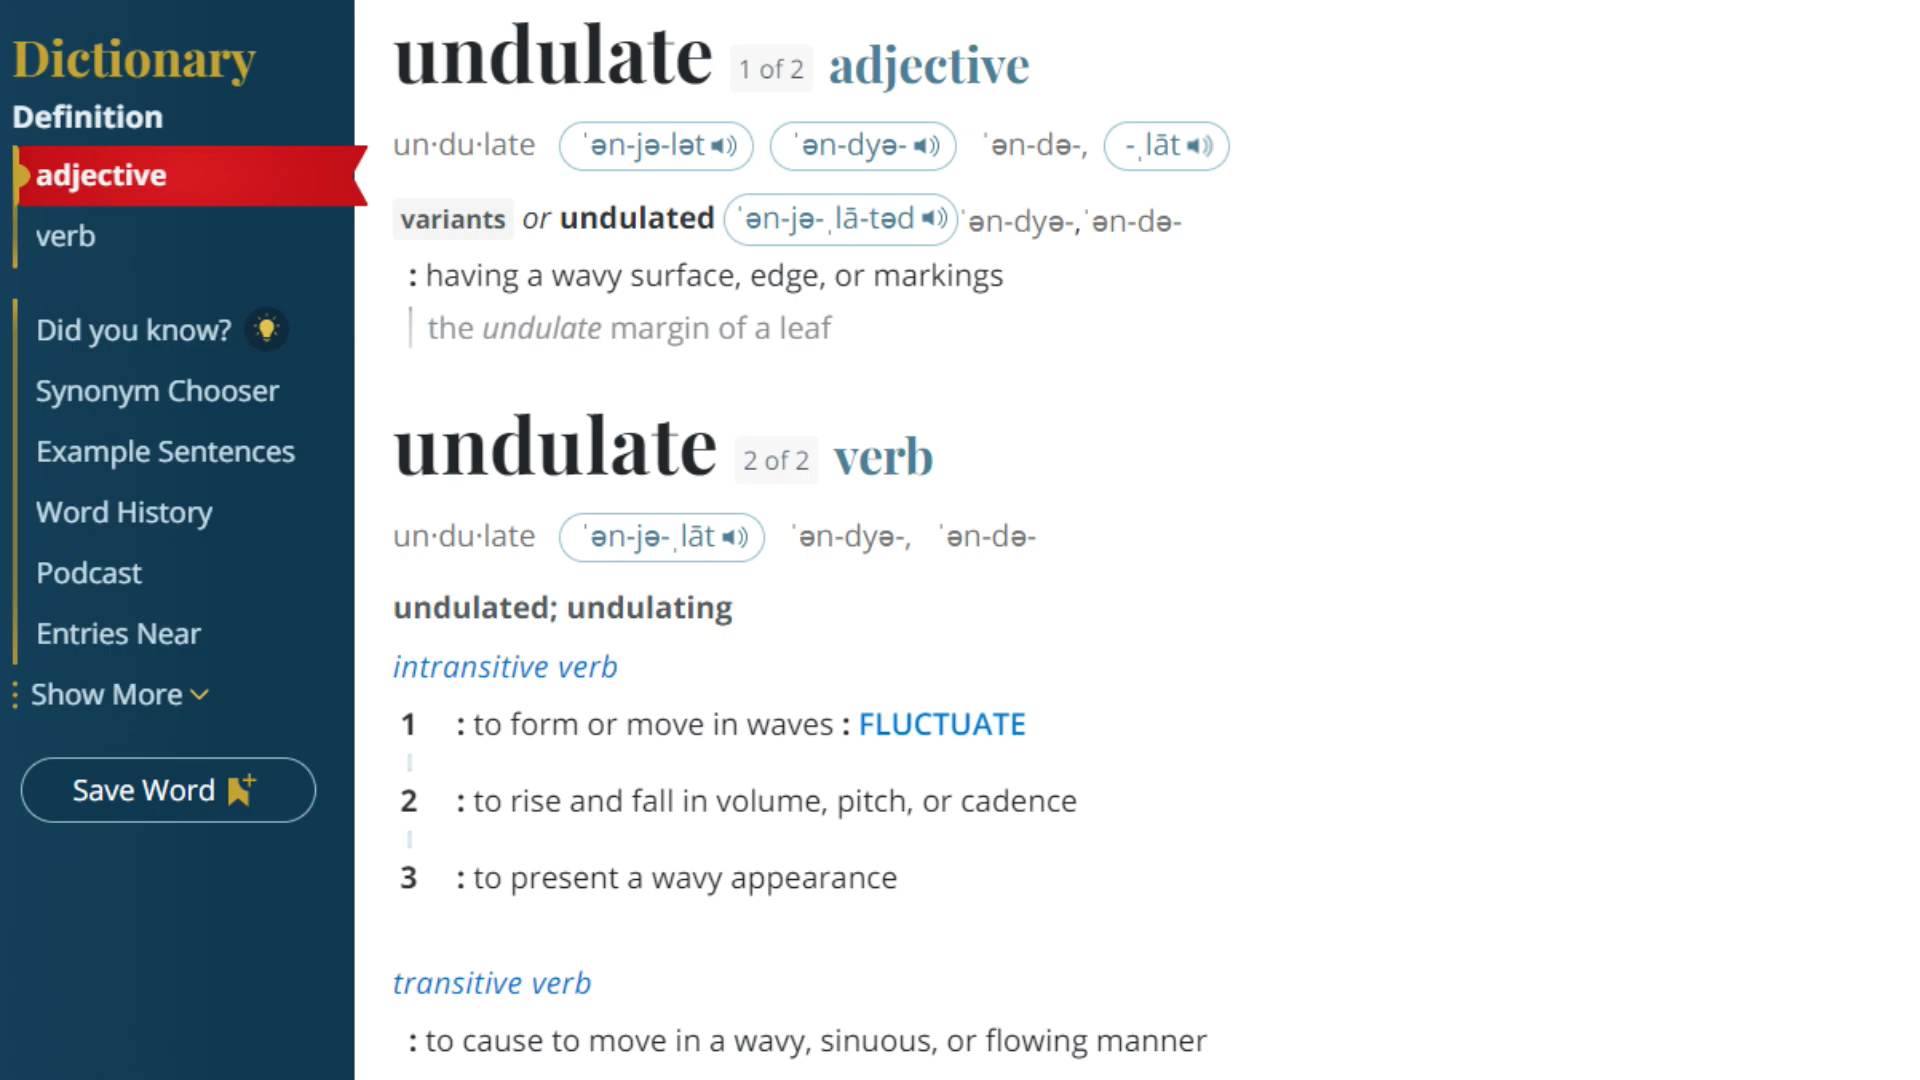 Dictionary
Definition
adjective
verb
Did you know?
Synonym Chooser
Example Sentences
Word History
Podcast
Entries Near
Show More
Save Word
undulate 1 of 2 adjective
un·du·late ˈən-jə-lət ˈən-dyə- ˈən-də-, -ˌlāt
variants or undulated ˈən-jə-ˌlā-təd ˈən-dyə-, ˈən-də-
: having a wavy surface, edge, or markings
the undulate margin of a leaf
undulate 2 of 2 verb
un·du·late ˈən-jə-ˌlāt ˈən-dyə-, ˈən-də-
undulated; undulating
intransitive verb
1 : to form or move in waves : FLUCTUATE
2 : to rise and fall in volume, pitch, or cadence
3 : to present a wavy appearance
transitive verb
: to cause to move in a wavy, sinuous, or flowing manner